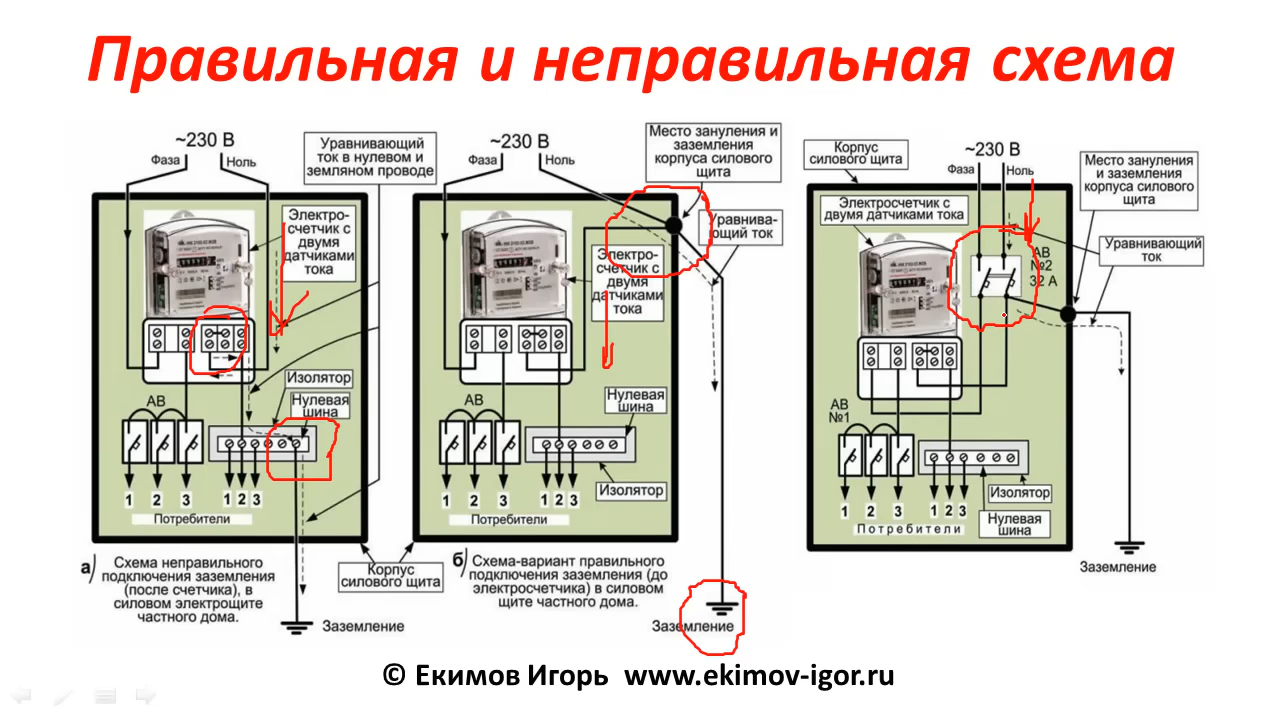 Правильная и неправильная схема
~230 В
Фаза
Ноль
Уравнивающий
ток в нулевом и
земляном проводе
Электро-
счетчик с
двумя
датчиками
тока
Изолятор
Нулевая
шина
АВ
1 2 3
1 2 3
Потребители
а) Схема неправильного
подключения заземления
(после счетчика), в
силовом электрощите
частного дома.
Заземление
Корпус
силового щита
~230 В
Фаза
Ноль
Место зануления и
заземления
корпуса силового
щита
Уравнива-
ющий ток
Электро-
счетчик с
двумя
датчиками
тока
АВ
Нулевая
шина
Изолятор
1 2 3
1 2 3
Потребители
б) Схема-вариант правильного
подключения заземления (до
электросчетчика) в силовом
щите частного дома.
Заземление
Корпус
силового щита
~230 В
Фаза
Ноль
Место зануления
и заземления
корпуса силового
щита
Электросчетчик с
двумя датчиками тока
Уравнивающий
ток
АВ
№2
32 А
АВ
№1
Изолятор
Нулевая
шина
1 2 3
1 2 3
Потребители
Заземление
© Екимов Игорь www.ekimov-igor.ru